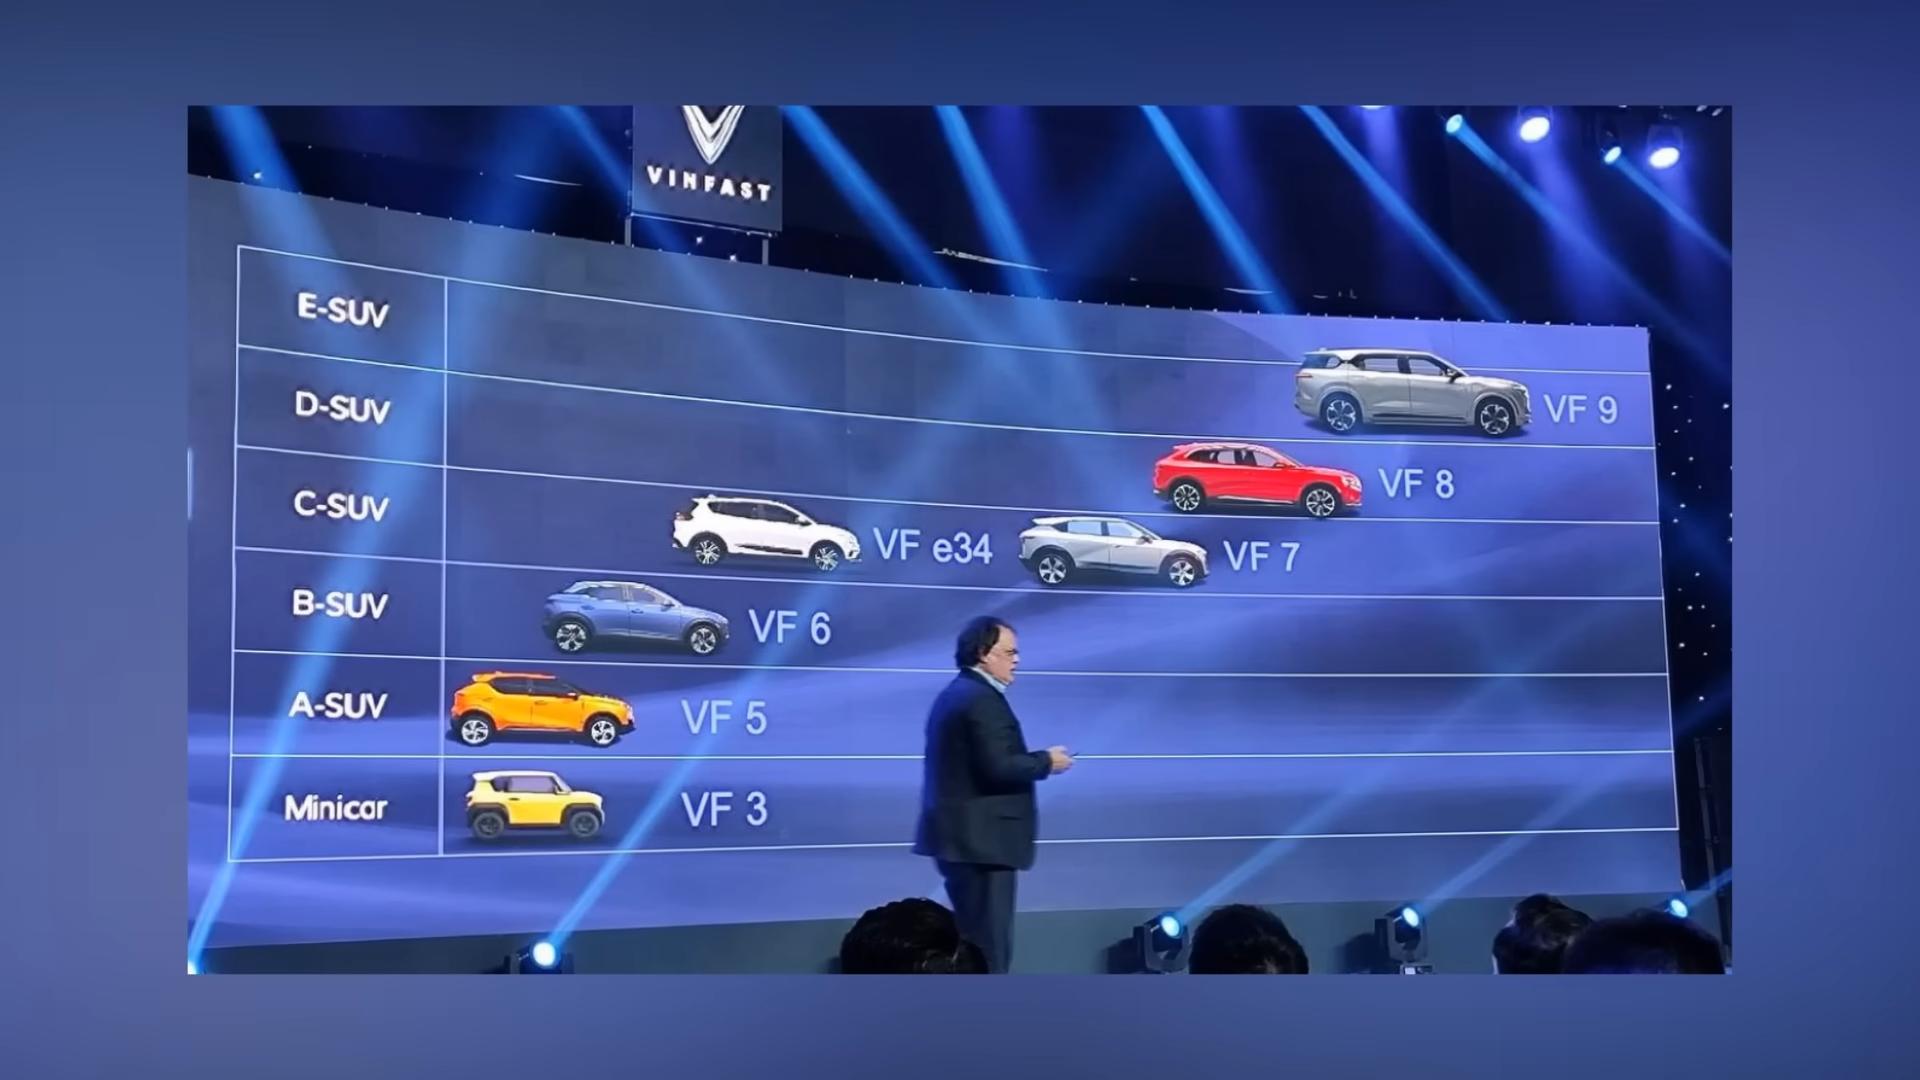 VINFAST
E-SUV
VF 9
D-SUV
VF 8
C-SUV
VF e34
VF 7
B-SUV
VF 6
A-SUV
VF 5
Minicar
VF 3